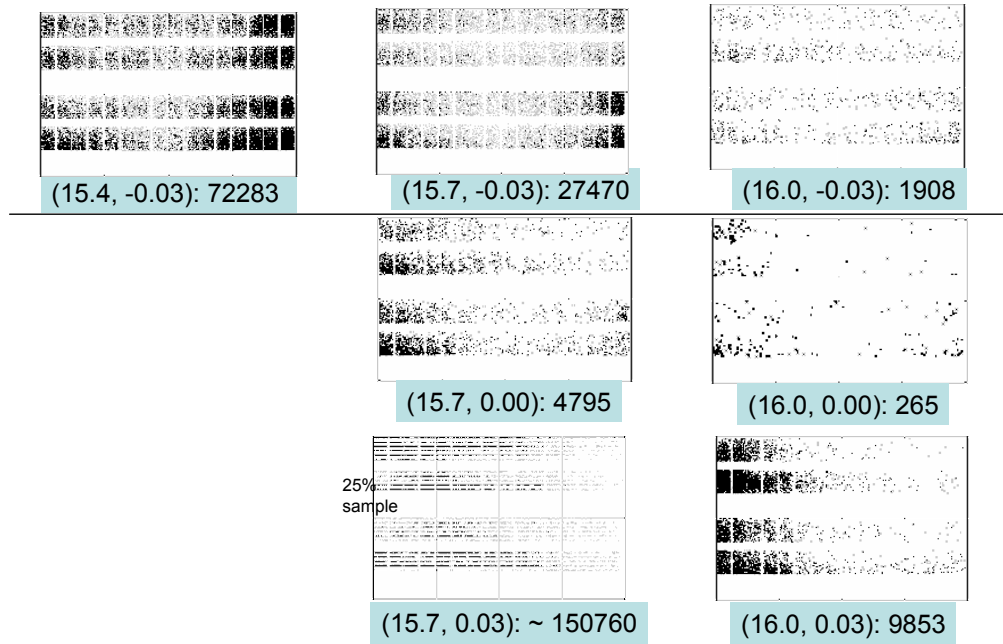 (15.4, -0.03): 72283
(15.7, -0.03): 27470
(16.0, -0.03): 1908
(15.7, 0.00): 4795
(16.0, 0.00): 265
25%
sample
(15.7, 0.03): ~ 150760
(16.0, 0.03): 9853